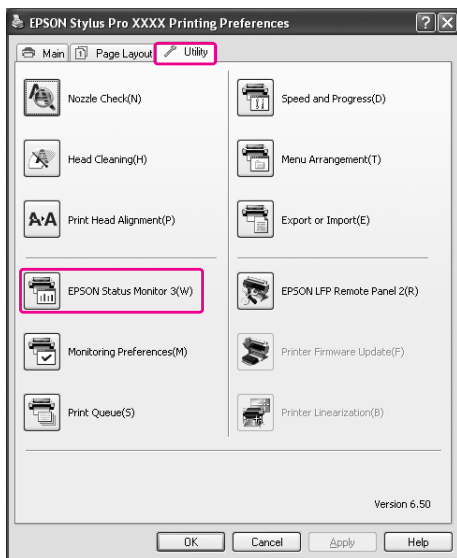 EPSON Stylus Pro XXXX Printing Preferences
Main Page Layout Utility
Nozzle Check(N)
Speed and Progress(D)
Head Cleaning(H)
Menu Arrangement(T)
A·A Print Head Alignment(P)
Export or Import(E)
EPSON Status Monitor 3(W)
EPSON LFP Remote Panel 2(R)
Monitoring Preferences(M)
Printer Firmware Update(F)
Print Queue(S)
Printer Linearization(B)
Version 6.50
OK Cancel Apply Help